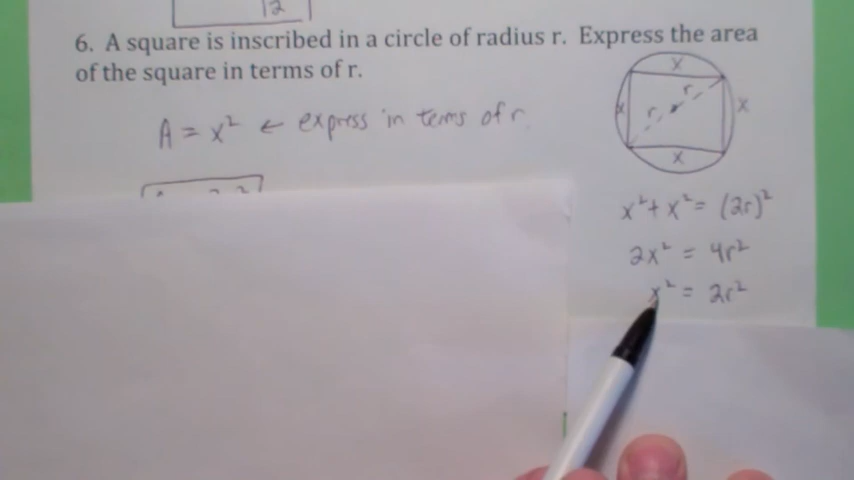 12
6. A square is inscribed in a circle of radius r. Express the area
of the square in terms of r.
A = x² ← express in terms of r
x
x r r x
x
x² + x² = (2r)²
2x² = 4r²
x² = 2r²